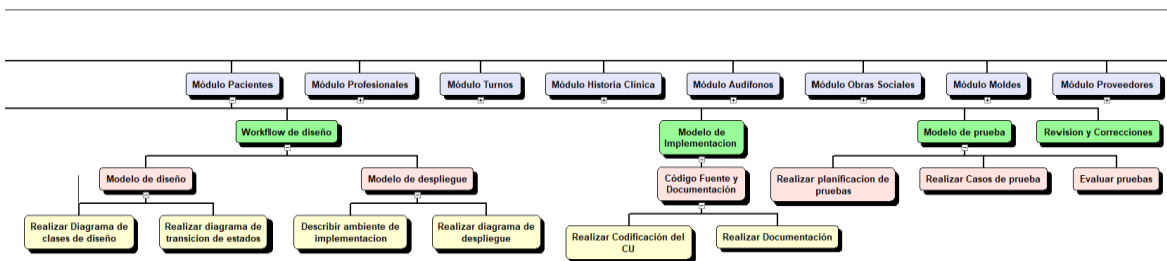 Módulo Pacientes
Módulo Profesionales
Módulo Turnos
Módulo Historia Clínica
Módulo Audífonos
Módulo Obras Sociales
Módulo Moldes
Módulo Proveedores
Workfllow de diseño
Modelo de
Implementacion
Modelo de prueba
Revision y Correcciones
Modelo de diseño
Modelo de despliegue
Código Fuente y
Documentación
Realizar planificacion de
pruebas
Realizar Casos de prueba
Evaluar pruebas
Realizar Diagrama de
clases de diseño
Realizar diagrama de
transicion de estados
Describir ambiente de
implementacion
Realizar diagrama de
despliegue
Realizar Codificación del
CU
Realizar Documentación